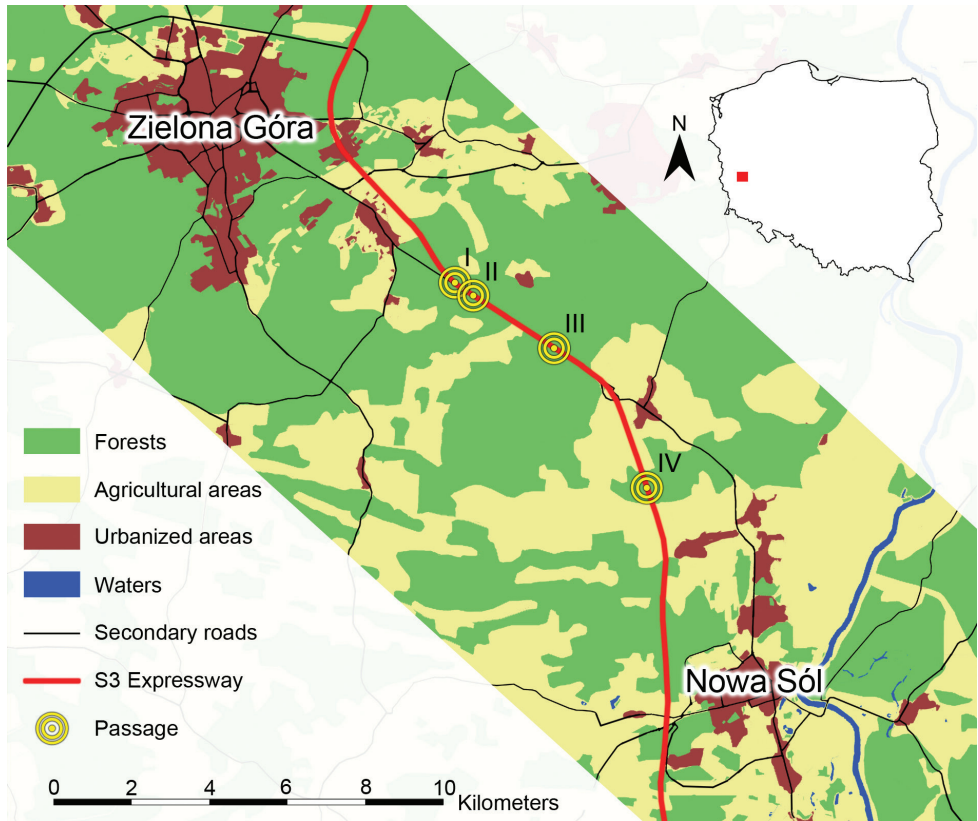 Zielona Góra
N
I
II
III
IV
Forests
Agricultural areas
Urbanized areas
Waters
Secondary roads
S3 Expressway
Passage
Nowa Sól
0 2 4 6 8 10
Kilometers